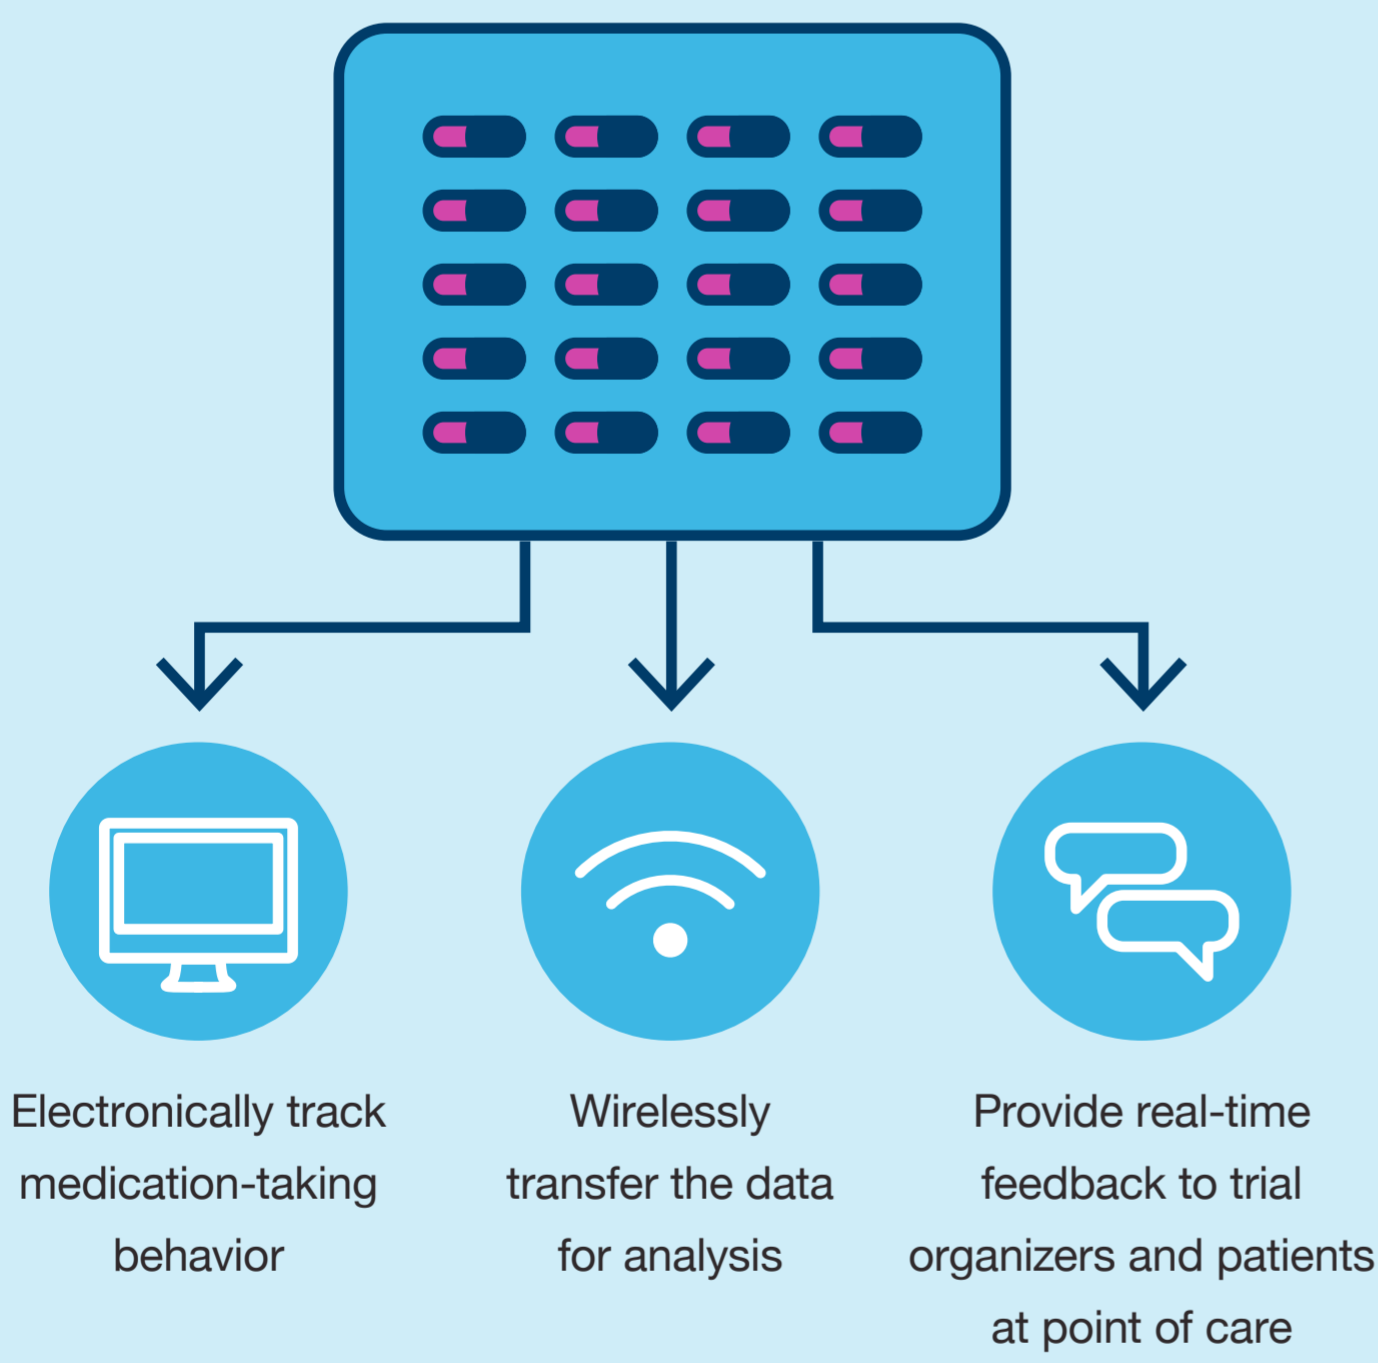 Electronically track
medication-taking
behavior
Wirelessly
transfer the data
for analysis
Provide real-time
feedback to trial
organizers and patients
at point of care